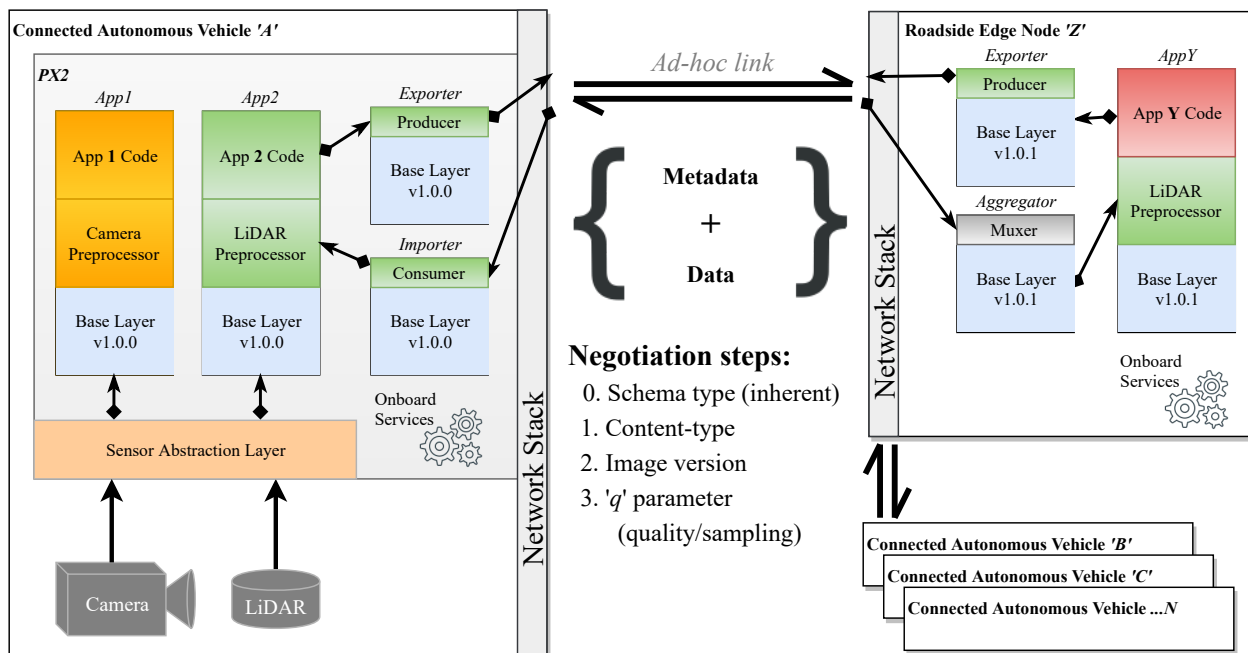 Connected Autonomous Vehicle 'A'
PX2
App1
App 1 Code
Camera
Preprocessor
Base Layer
v1.0.0
App2
App 2 Code
LiDAR
Preprocessor
Base Layer
v1.0.0
Exporter
Producer
Base Layer
v1.0.0
Importer
Consumer
Base Layer
v1.0.0
Onboard
Services
Sensor Abstraction Layer
Camera
LiDAR
Network Stack
Ad-hoc link
Metadata
+
Data
Negotiation steps:
0. Schema type (inherent)
1. Content-type
2. Image version
3. 'q' parameter
(quality/sampling)
Network Stack
Roadside Edge Node 'Z'
Exporter
Producer
Base Layer
v1.0.1
Aggregator
Muxer
Base Layer
v1.0.1
AppY
App Y Code
LiDAR
Preprocessor
Base Layer
v1.0.1
Onboard
Services
Connected Autonomous Vehicle 'B'
Connected Autonomous Vehicle 'C'
Connected Autonomous Vehicle ...N